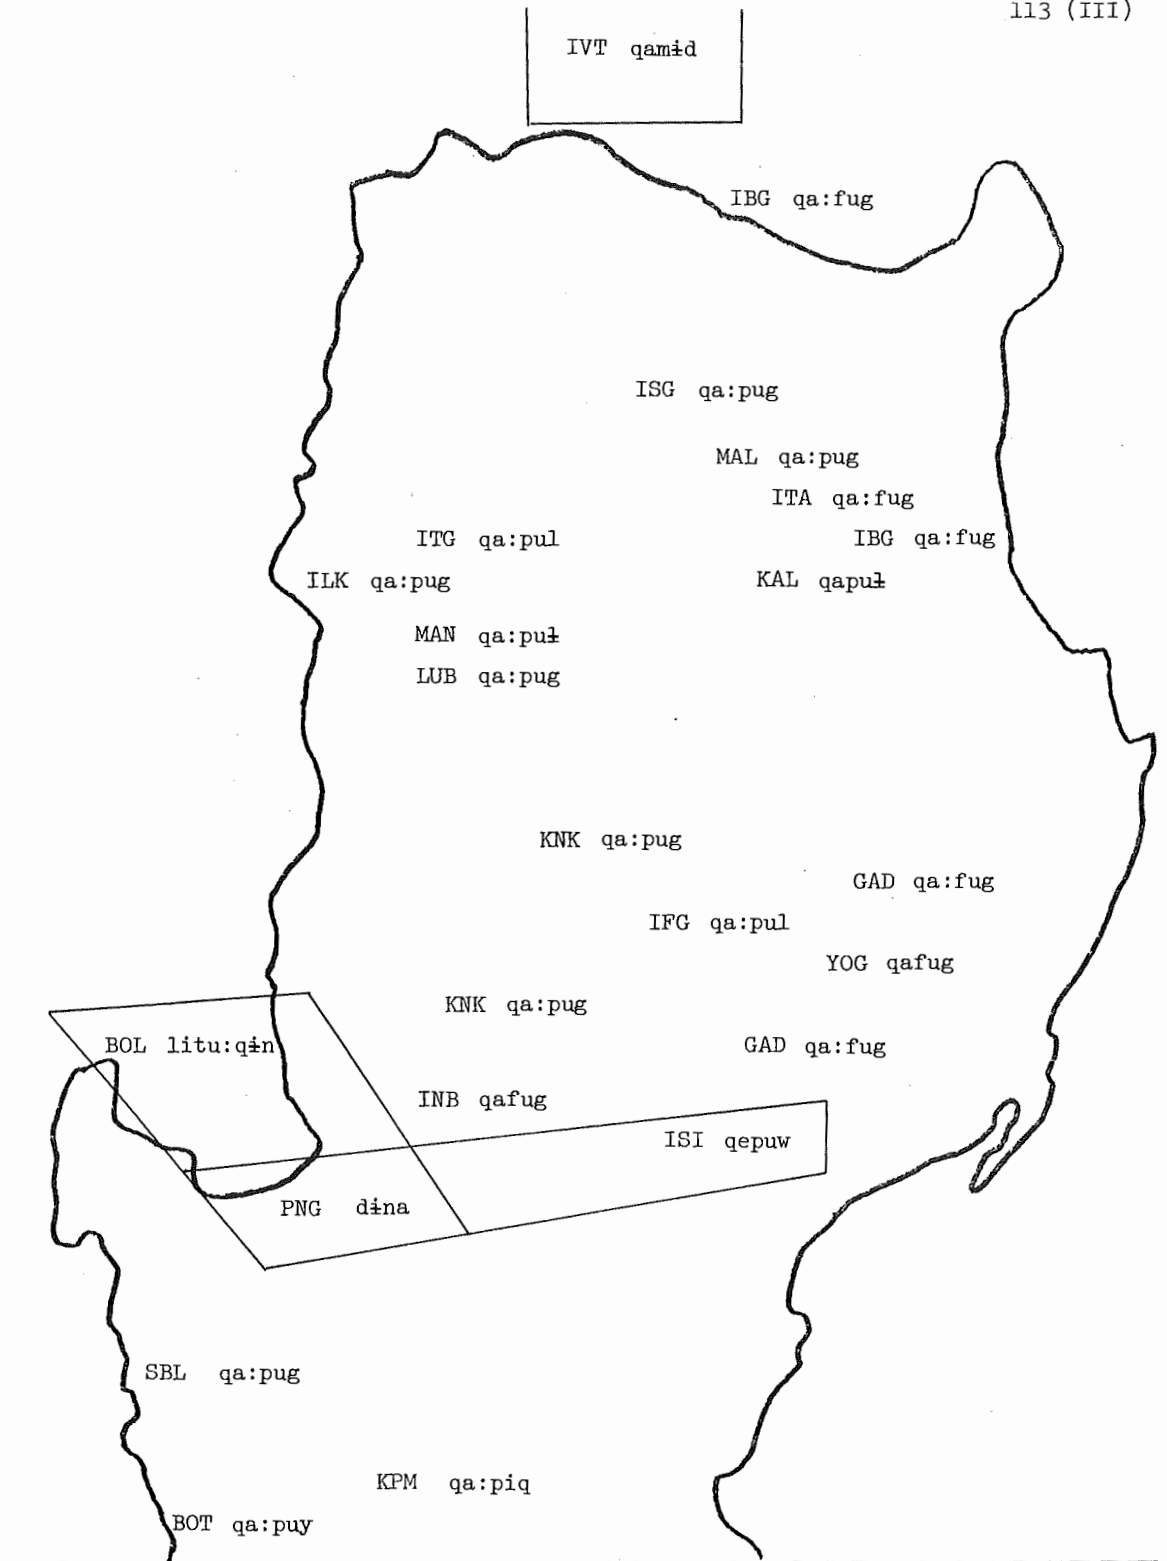 113 (III)
IVT qamɨd
IBG qa:fug
ISG qa:pug
MAL qa:pug
ITA qa:fug
ITG qa:pul
IBG qa:fug
ILK qa:pug
KAL qapuƚ
MAN qa:puƚ
LUB qa:pug
KNK qa:pug
GAD qa:fug
IFG qa:pul
YOG qafug
KNK qa:pug
BOL litu:qɨn
GAD qa:fug
INB qafug
ISI qepuw
PNG dɨna
SBL qa:pug
KPM qa:piq
BOT qa:puy